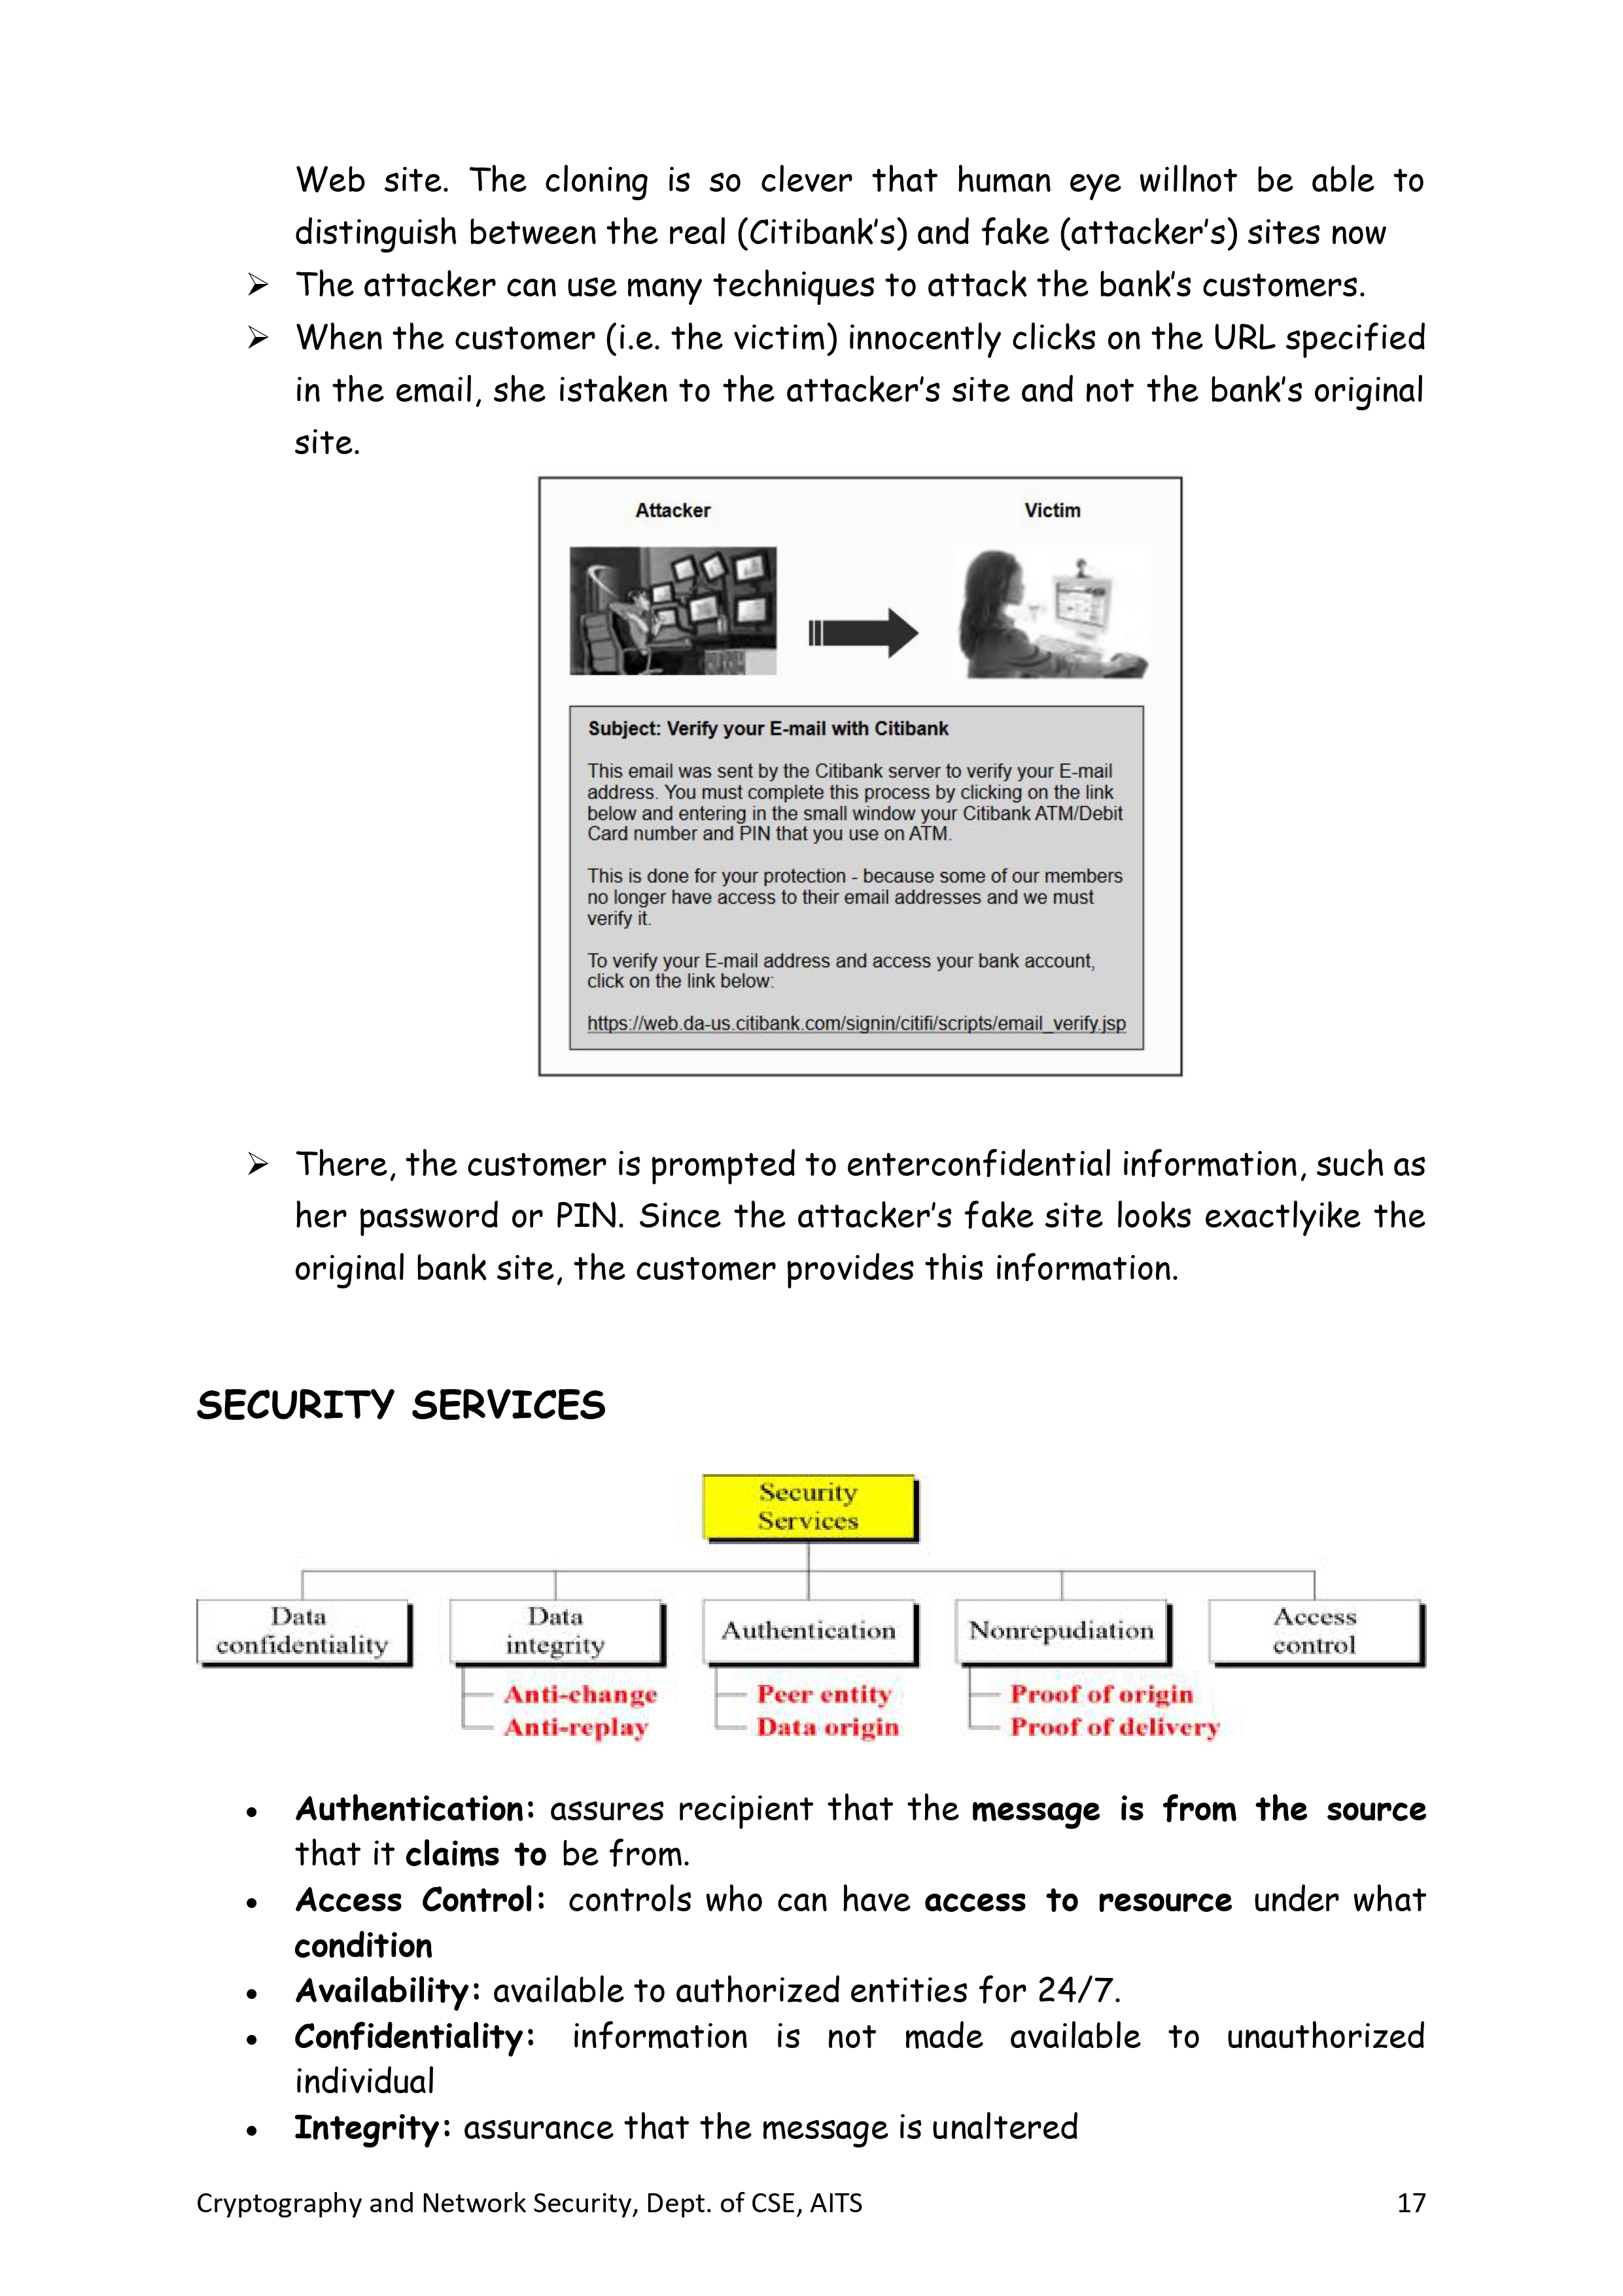 Web site. The cloning is so clever that human eye willnot be able to
distinguish between the real (Citibank's) and fake (attacker's) sites now
➢ The attacker can use many techniques to attack the bank's customers.
➢ When the customer (i.e. the victim) innocently clicks on the URL specified
in the email, she istaken to the attacker's site and not the bank's original
site.
Attacker Victim
Subject: Verify your E-mail with Citibank
This email was sent by the Citibank server to verify your E-mail
address. You must complete this process by clicking on the link
below and entering in the small window your Citibank ATM/Debit
Card number and PIN that you use on ATM.
This is done for your protection - because some of our members
no longer have access to their email addresses and we must
verify it.
To verify your E-mail address and access your bank account,
click on the link below:
https://web.da-us.citibank.com/signin/citifi/scripts/email_verify.jsp
➢ There, the customer is prompted to enterconfidential information, such as
her password or PIN. Since the attacker's fake site looks exactlyike the
original bank site, the customer provides this information.
SECURITY SERVICES
Security
Services
Data
confidentiality
Data
integrity
Anti-change
Anti-replay
Authentication
Peer entity
Data origin
Nonrepudiation
Proof of origin
Proof of delivery
Access
control
• Authentication: assures recipient that the message is from the source
that it claims to be from.
• Access Control: controls who can have access to resource under what
condition
• Availability: available to authorized entities for 24/7.
• Confidentiality: information is not made available to unauthorized
individual
• Integrity: assurance that the message is unaltered
Cryptography and Network Security, Dept. of CSE, AITS 17